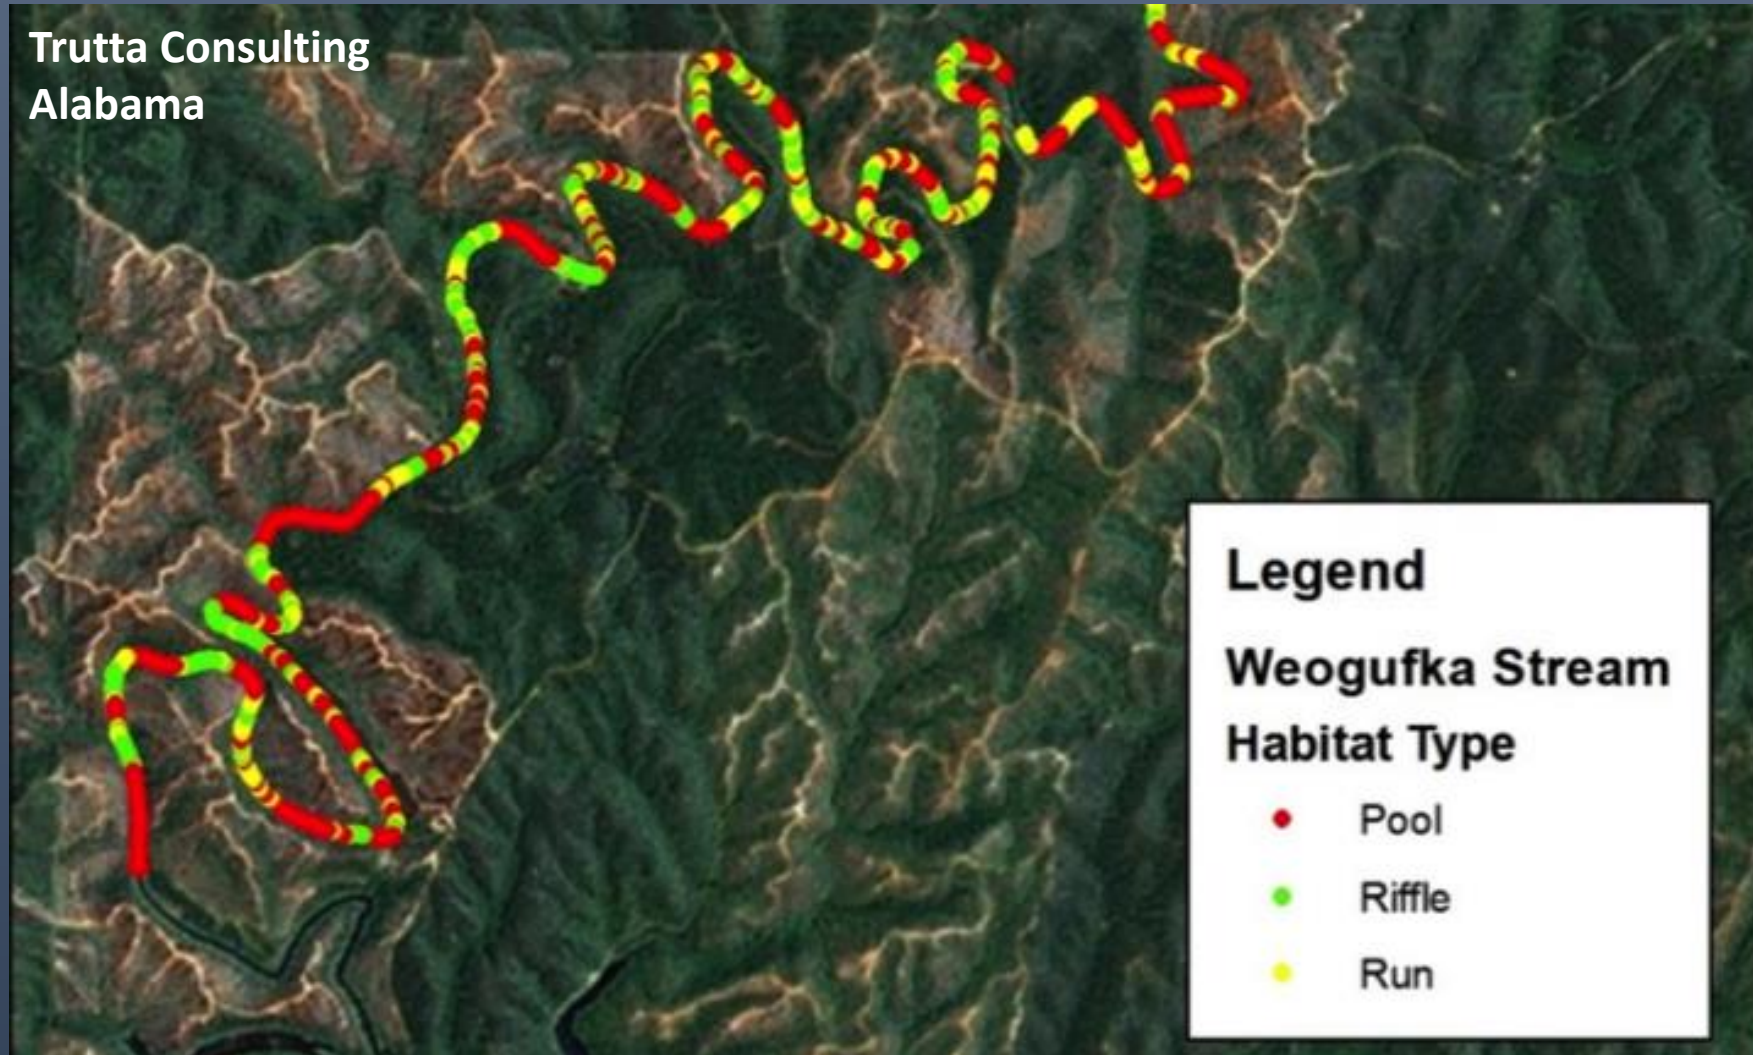 Trutta Consulting
Alabama
Legend
Weogufka Stream
Habitat Type
Pool
Riffle
Run